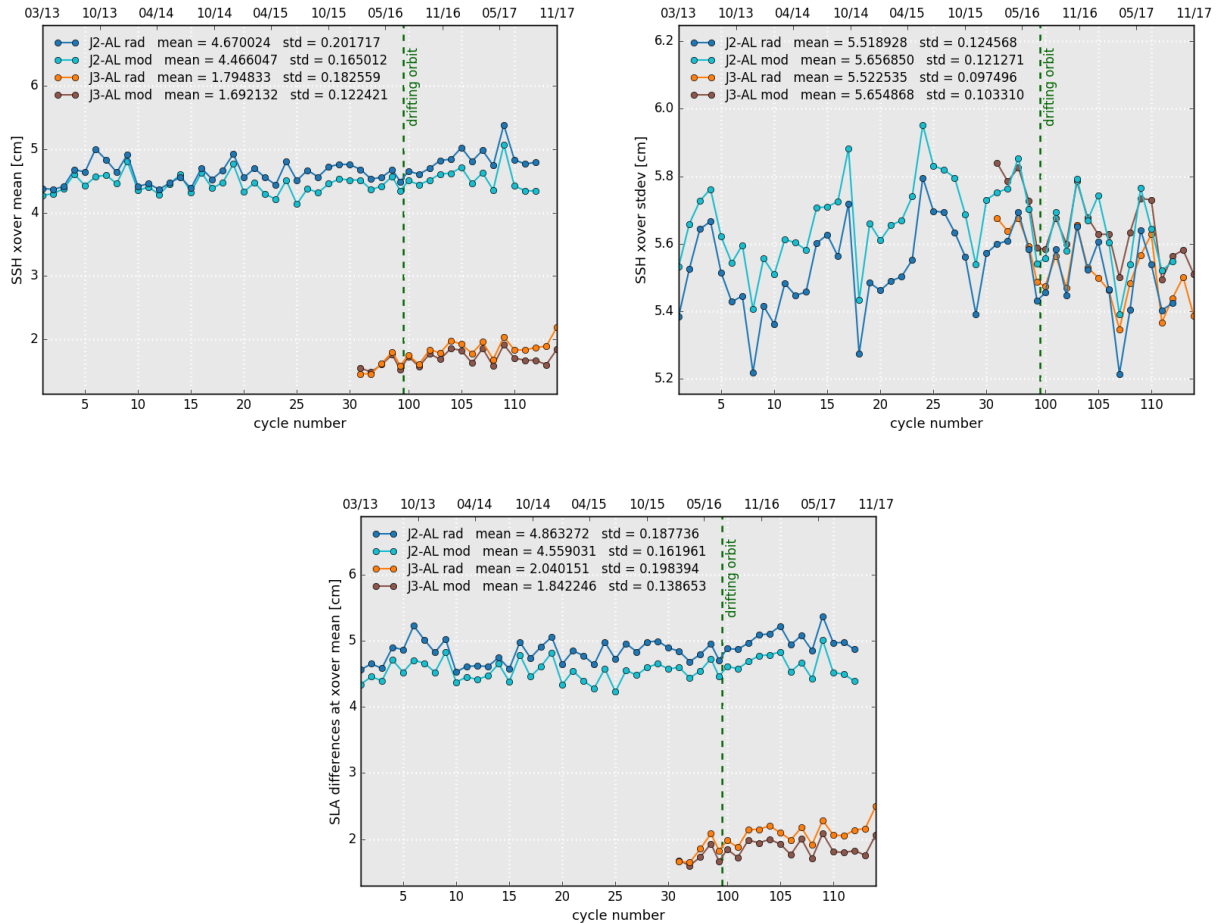 03/13 10/13 04/14 10/14 04/15 10/15 05/16 11/16 05/17 11/17
J2-AL rad mean = 4.670024 std = 0.201717
J2-AL mod mean = 4.466047 std = 0.165012
J3-AL rad mean = 1.794833 std = 0.182559
J3-AL mod mean = 1.692132 std = 0.122421
drifting orbit
SSH xover mean [cm]
6
5
4
3
2
5 10 15 20 25 30 100 105 110
cycle number
03/13 10/13 04/14 10/14 04/15 10/15 05/16 11/16 05/17 11/17
J2-AL rad mean = 5.518928 std = 0.124568
J2-AL mod mean = 5.656850 std = 0.121271
J3-AL rad mean = 5.522535 std = 0.097496
J3-AL mod mean = 5.654868 std = 0.103310
drifting orbit
SSH xover stdev [cm]
6.2
6.0
5.8
5.6
5.4
5.2
5 10 15 20 25 30 100 105 110
cycle number
03/13 10/13 04/14 10/14 04/15 10/15 05/16 11/16 05/17 11/17
J2-AL rad mean = 4.863272 std = 0.187736
J2-AL mod mean = 4.559031 std = 0.161961
J3-AL rad mean = 2.040151 std = 0.198394
J3-AL mod mean = 1.842246 std = 0.138653
drifting orbit
SLA differences at xover mean [cm]
6
5
4
3
2
5 10 15 20 25 30 100 105 110
cycle number